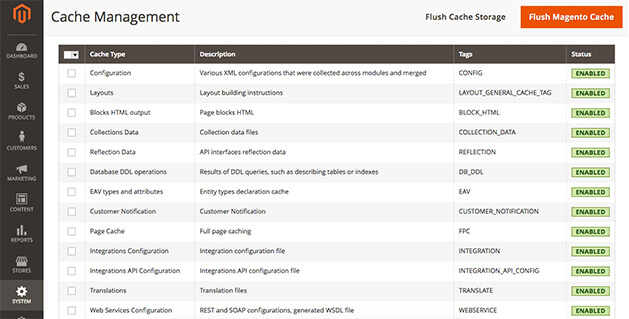 Cache Management
Flush Cache Storage
Flush Magento Cache
DASHBOARD
SALES
PRODUCTS
CUSTOMERS
MARKETING
CONTENT
REPORTS
STORES
SYSTEM
Cache Type Description Tags Status
Configuration Various XML configurations that were collected across modules and merged CONFIG ENABLED
Layouts Layout building instructions LAYOUT_GENERAL_CACHE_TAG ENABLED
Blocks HTML output Page blocks HTML BLOCK_HTML ENABLED
Collections Data Collection data files COLLECTION_DATA ENABLED
Reflection Data API interfaces reflection data REFLECTION ENABLED
Database DDL operations Results of DDL queries, such as describing tables or indexes DB_DDL ENABLED
EAV types and attributes Entity types declaration cache EAV ENABLED
Customer Notification Customer Notification CUSTOMER_NOTIFICATION ENABLED
Page Cache Full page caching FPC ENABLED
Integrations Configuration Integration configuration file INTEGRATION ENABLED
Integrations API Configuration Integrations API configuration file INTEGRATION_API_CONFIG ENABLED
Translations Translation files TRANSLATE ENABLED
Web Services Configuration REST and SOAP configurations, generated WSDL file WEBSERVICE ENABLED